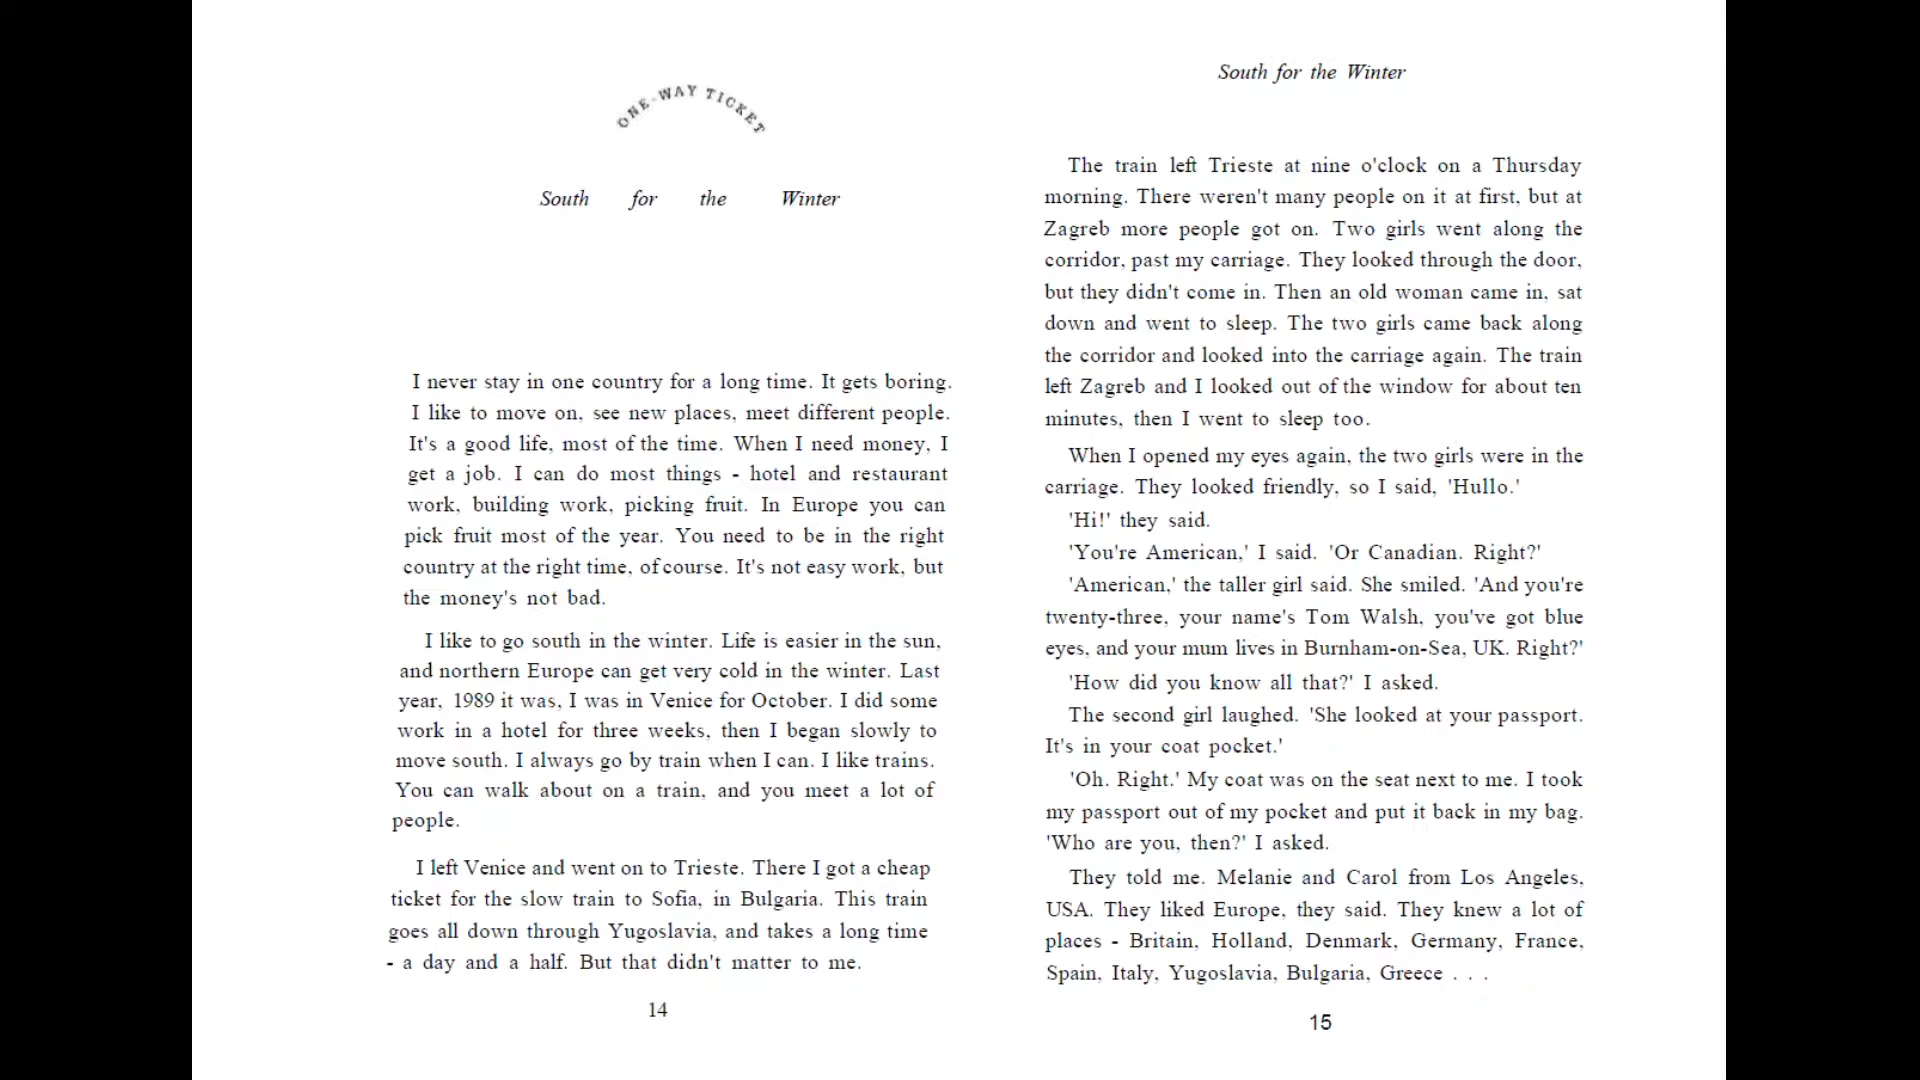 ONE-WAY TICKET
South for the Winter
I never stay in one country for a long time. It gets boring.
I like to move on, see new places, meet different people.
It's a good life, most of the time. When I need money, I
get a job. I can do most things - hotel and restaurant
work, building work, picking fruit. In Europe you can
pick fruit most of the year. You need to be in the right
country at the right time, of course. It's not easy work, but
the money's not bad.
I like to go south in the winter. Life is easier in the sun,
and northern Europe can get very cold in the winter. Last
year, 1989 it was, I was in Venice for October. I did some
work in a hotel for three weeks, then I began slowly to
move south. I always go by train when I can. I like trains.
You can walk about on a train, and you meet a lot of
people.
I left Venice and went on to Trieste. There I got a cheap
ticket for the slow train to Sofia, in Bulgaria. This train
goes all down through Yugoslavia, and takes a long time
- a day and a half. But that didn't matter to me.
14
South for the Winter
The train left Trieste at nine o'clock on a Thursday
morning. There weren't many people on it at first, but at
Zagreb more people got on. Two girls went along the
corridor, past my carriage. They looked through the door,
but they didn't come in. Then an old woman came in, sat
down and went to sleep. The two girls came back along
the corridor and looked into the carriage again. The train
left Zagreb and I looked out of the window for about ten
minutes, then I went to sleep too.
When I opened my eyes again, the two girls were in the
carriage. They looked friendly, so I said, 'Hullo.'
'Hi!' they said.
'You're American,' I said. 'Or Canadian. Right?'
'American,' the taller girl said. She smiled. 'And you're
twenty-three, your name's Tom Walsh, you've got blue
eyes, and your mum lives in Burnham-on-Sea, UK. Right?'
'How did you know all that?' I asked.
The second girl laughed. 'She looked at your passport.
It's in your coat pocket.'
'Oh. Right.' My coat was on the seat next to me. I took
my passport out of my pocket and put it back in my bag.
'Who are you, then?' I asked.
They told me. Melanie and Carol from Los Angeles,
USA. They liked Europe, they said. They knew a lot of
places - Britain, Holland, Denmark, Germany, France,
Spain, Italy, Yugoslavia, Bulgaria, Greece . . .
15